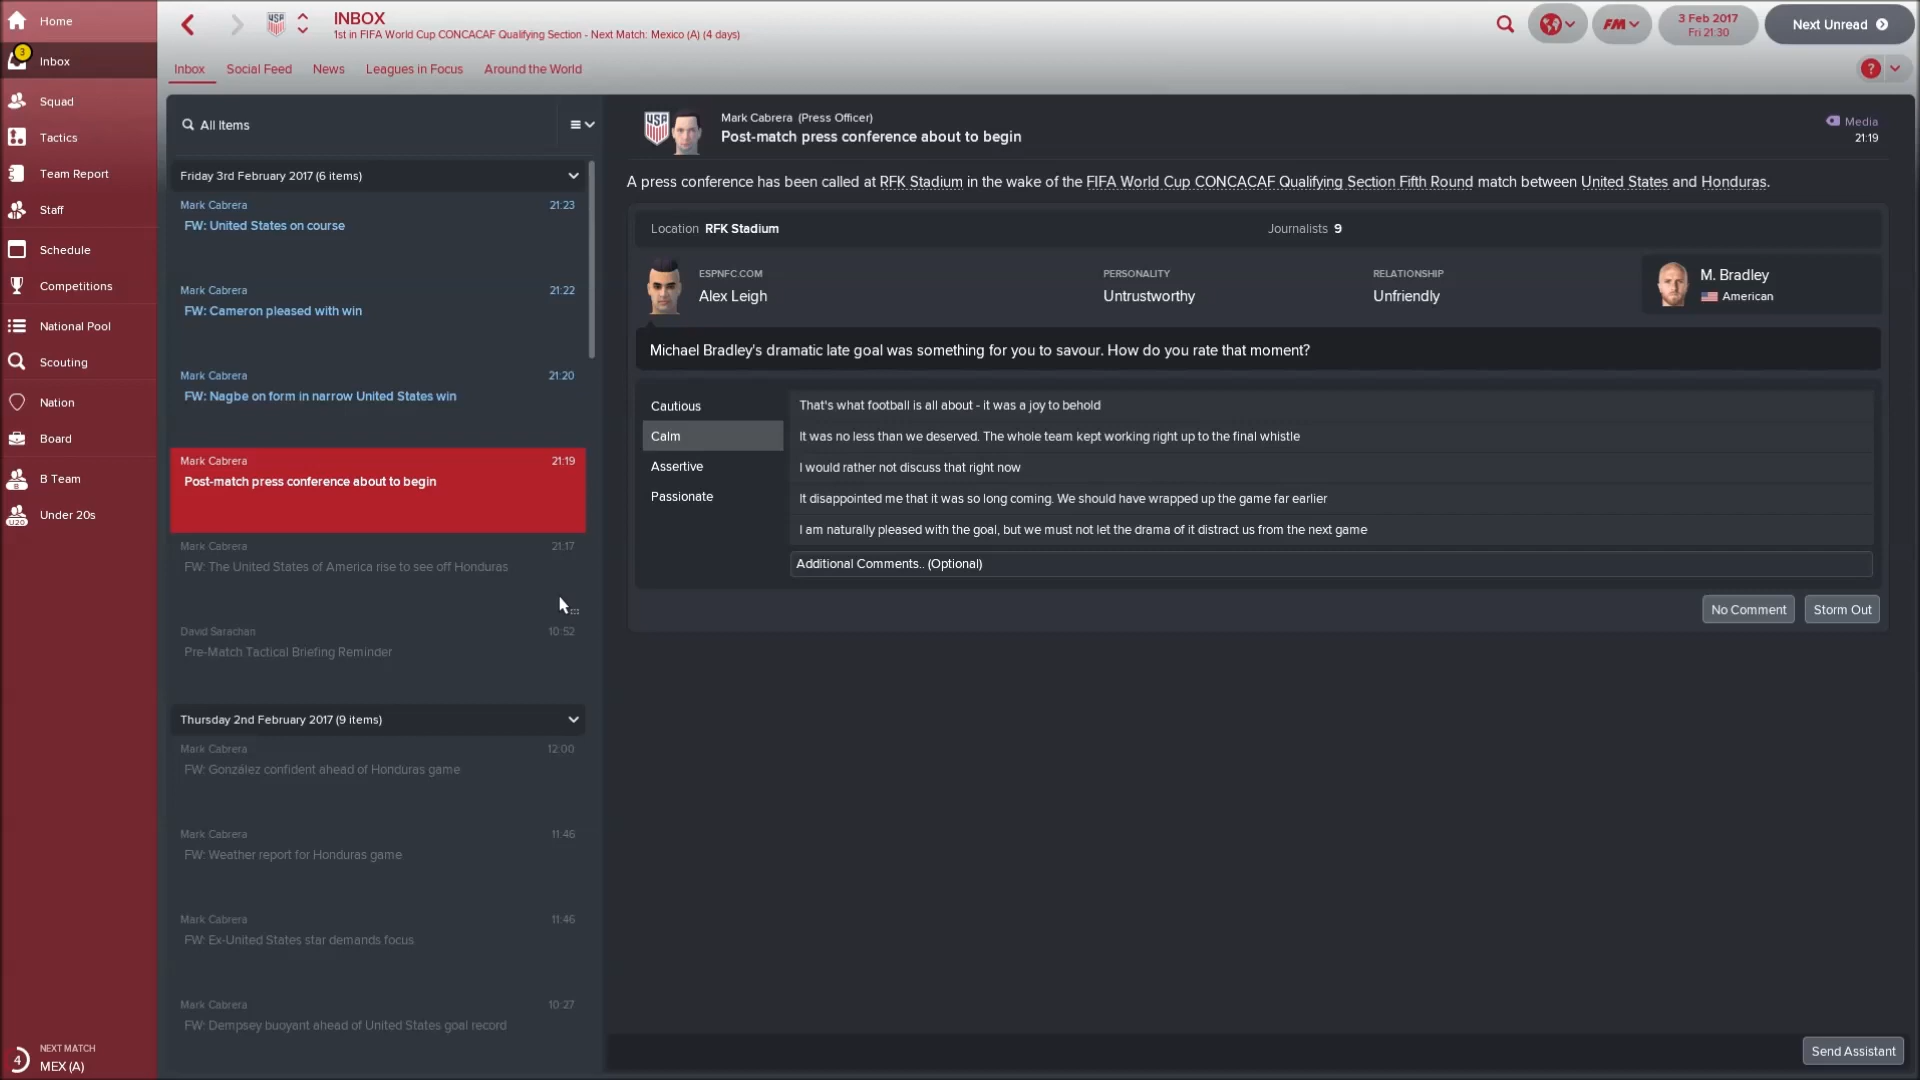 Home
3
Inbox
Squad
Tactics
Team Report
Staff
Schedule
Competitions
National Pool
Scouting
Nation
Board
B Team
Under 20s
B
U20
NEXT MATCH
4
MEX (A)
USA
INBOX
1st in FIFA World Cup CONCACAF Qualifying Section - Next Match: Mexico (A) (4 days)
FM
3 Feb 2017
Fri 21:30
Next Unread
Inbox
Social Feed
News
Leagues in Focus
Around the World
?
All Items
Friday 3rd February 2017 (6 items)
Mark Cabrera 21:23
FW: United States on course
Mark Cabrera 21:22
FW: Cameron pleased with win
Mark Cabrera 21:20
FW: Nagbe on form in narrow United States win
Mark Cabrera 21:19
Post-match press conference about to begin
Mark Cabrera 21:17
FW: The United States of America rise to see off Honduras
David Sarachan 10:52
Pre-Match Tactical Briefing Reminder
Thursday 2nd February 2017 (9 items)
Mark Cabrera 12:00
FW: González confident ahead of Honduras game
Mark Cabrera 11:46
FW: Weather report for Honduras game
Mark Cabrera 11:46
FW: Ex-United States star demands focus
Mark Cabrera 10:27
FW: Dempsey buoyant ahead of United States goal record
USA
Mark Cabrera (Press Officer)
Post-match press conference about to begin
Media
21:19
A press conference has been called at RFK Stadium in the wake of the FIFA World Cup CONCACAF Qualifying Section Fifth Round match between United States and Honduras.
Location RFK Stadium
Journalists 9
ESPNFC.COM
Alex Leigh
PERSONALITY
Untrustworthy
RELATIONSHIP
Unfriendly
M. Bradley
American
Michael Bradley's dramatic late goal was something for you to savour. How do you rate that moment?
Cautious
Calm
Assertive
Passionate
That's what football is all about - it was a joy to behold
It was no less than we deserved. The whole team kept working right up to the final whistle
I would rather not discuss that right now
It disappointed me that it was so long coming. We should have wrapped up the game far earlier
I am naturally pleased with the goal, but we must not let the drama of it distract us from the next game
Additional Comments.. (Optional)
No Comment
Storm Out
Send Assistant